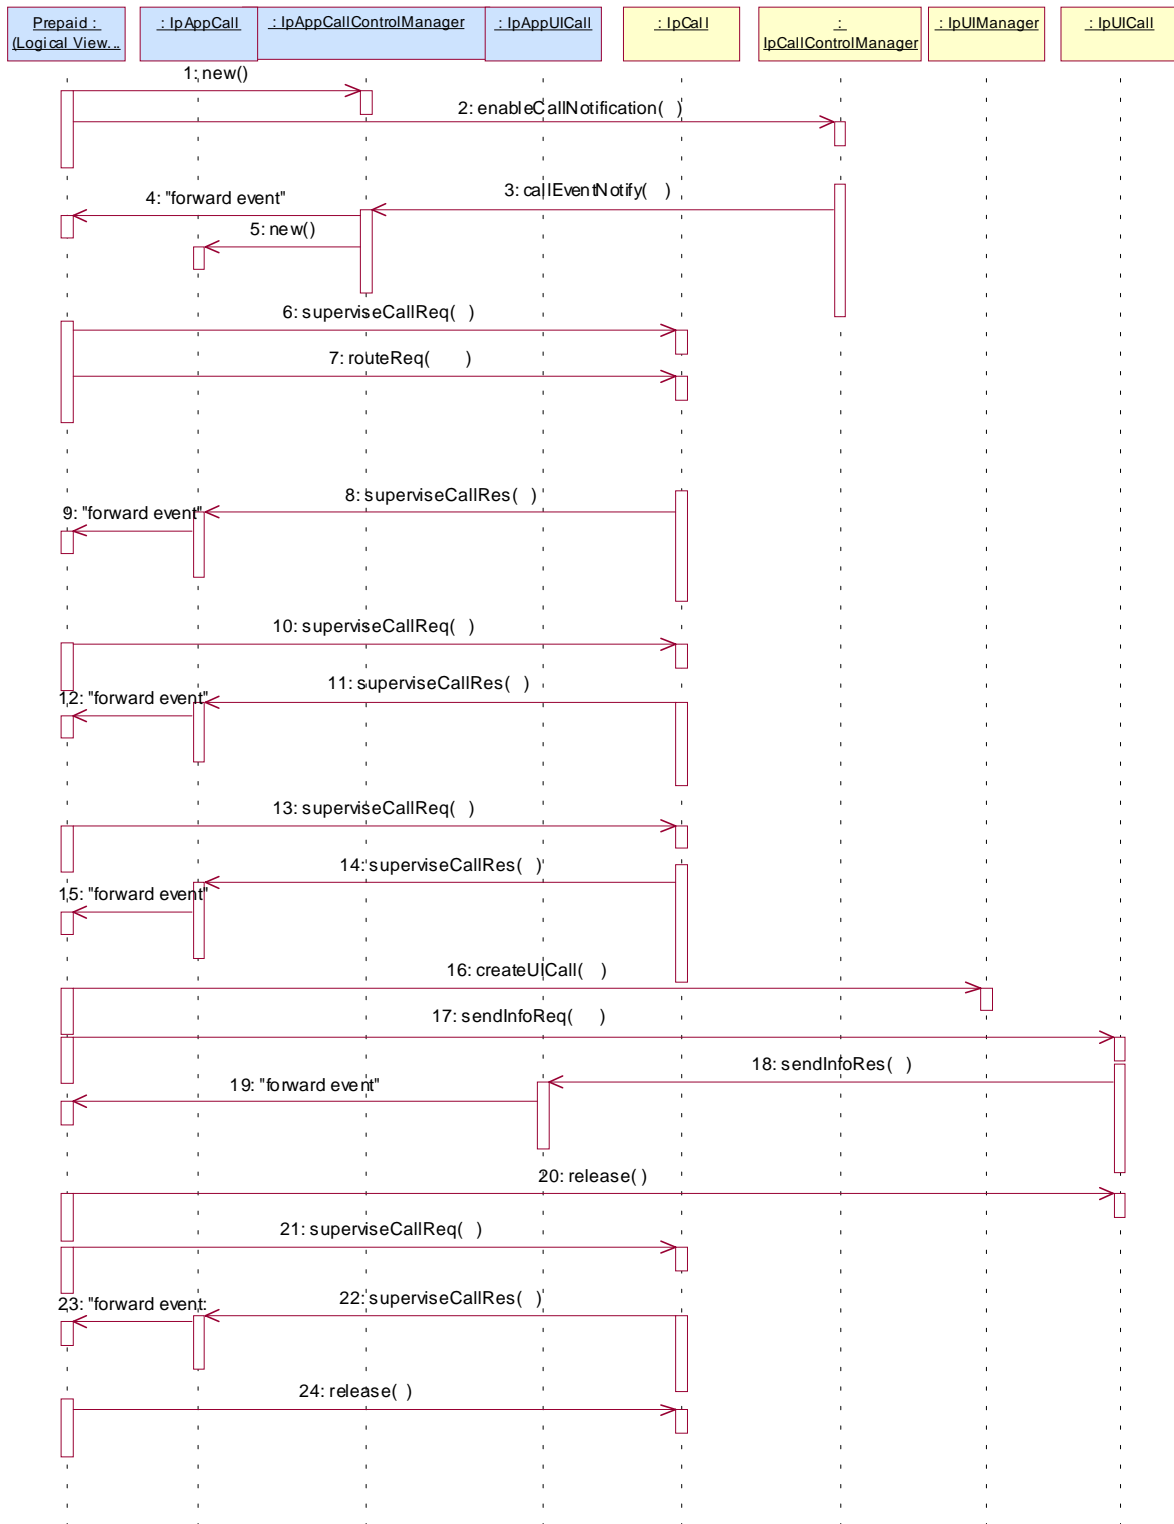 Prepaid :
(Logical View...
: IpAppCall
: IpAppCallControlManager
: IpAppUICall
: IpCall
:
IpCallControlManager
: IpUIManager
: IpUICall
1: new()
2: enableCallNotification( )
3: callEventNotify( )
4: "forward event"
5: new()
6: superviseCallReq( )
7: routeReq( )
8: superviseCallRes( )
9: "forward event"
10: superviseCallReq( )
11: superviseCallRes( )
12: "forward event"
13: superviseCallReq( )
14: superviseCallRes( )
15: "forward event"
16: createUICall( )
17: sendInfoReq( )
18: sendInfoRes( )
19: "forward event"
20: release( )
21: superviseCallReq( )
22: superviseCallRes( )
23: "forward event:
24: release( )